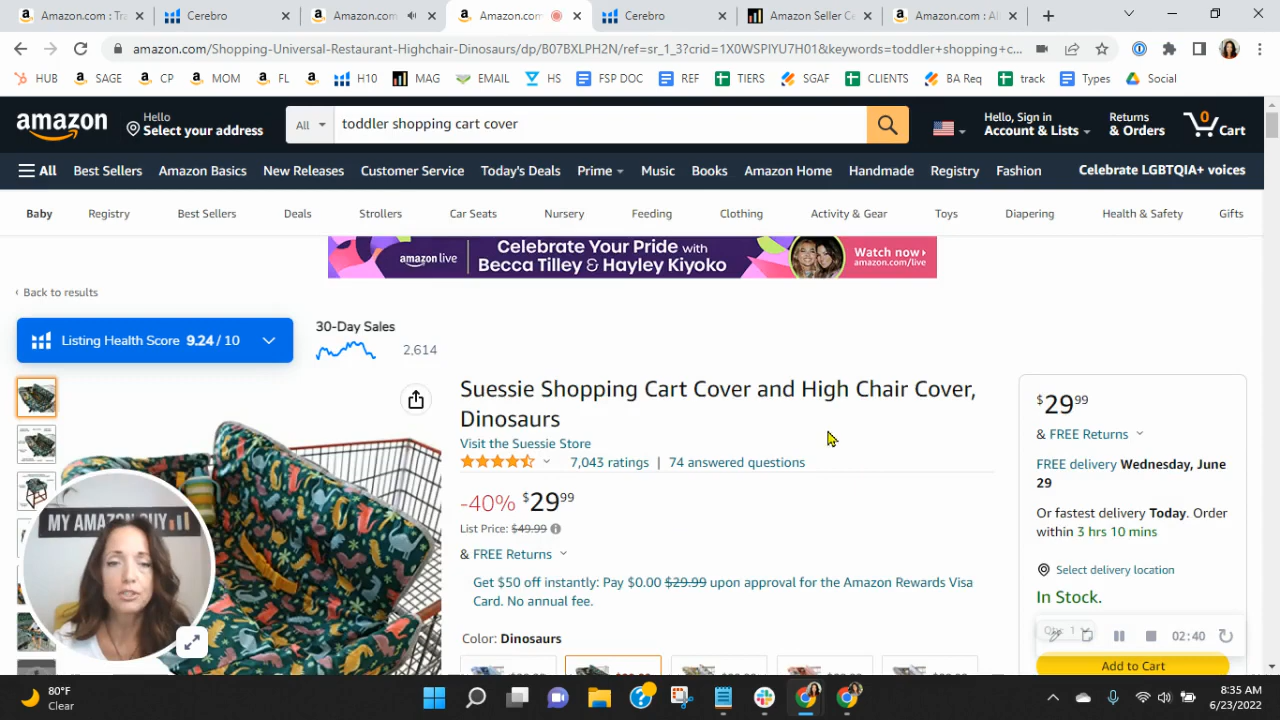 Amazon.com : Tra
Cerebro
Amazon.com
Amazon.com
Cerebro
Amazon Seller Ce
Amazon.com : All
amazon.com/Shopping-Universal-Restaurant-Highchair-Dinosaurs/dp/B07BXLPH2N/ref=sr_1_3?crid=1X0WSPIYU7H01&keywords=toddler+shopping+c...
HUB
SAGE
CP
MOM
FL
H10
MAG
EMAIL
HS
FSP DOC
REF
TIERS
SGAF
CLIENTS
BA Req
track
Types
Social
amazon
Hello
Select your address
All
toddler shopping cart cover
Hello, Sign in
Account & Lists
Returns
& Orders
0
Cart
All
Best Sellers
Amazon Basics
New Releases
Customer Service
Today's Deals
Prime
Music
Books
Amazon Home
Handmade
Registry
Fashion
Celebrate LGBTQIA+ voices
Baby
Registry
Best Sellers
Deals
Strollers
Car Seats
Nursery
Feeding
Clothing
Activity & Gear
Toys
Diapering
Health & Safety
Gifts
amazon live
Celebrate Your Pride with
Becca Tilley & Hayley Kiyoko
Watch now
amazon.com/live
‹ Back to results
Listing Health Score 9.24 / 10
30-Day Sales
2,614
Suessie Shopping Cart Cover and High Chair Cover,
Dinosaurs
Visit the Suessie Store
7,043 ratings | 74 answered questions
-40% $29 99
List Price: $49.99
& FREE Returns
Get $50 off instantly: Pay $0.00 $29.99 upon approval for the Amazon Rewards Visa
Card. No annual fee.
Color: Dinosaurs
$29 99
& FREE Returns
FREE delivery Wednesday, June
29
Or fastest delivery Today. Order
within 3 hrs 10 mins
Select delivery location
In Stock.
Qty: 1
02:40
Add to Cart
MY AMAZON GUY
80°F
Clear
8:35 AM
6/23/2022